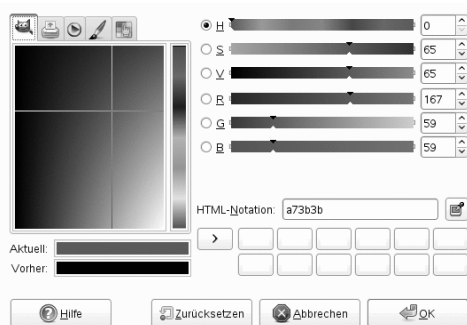 H 0
S 65
V 65
R 167
G 59
B 59
HTML-Notation: a73b3b
>
Aktuell:
Vorher:
Hilfe Zurücksetzen Abbrechen OK